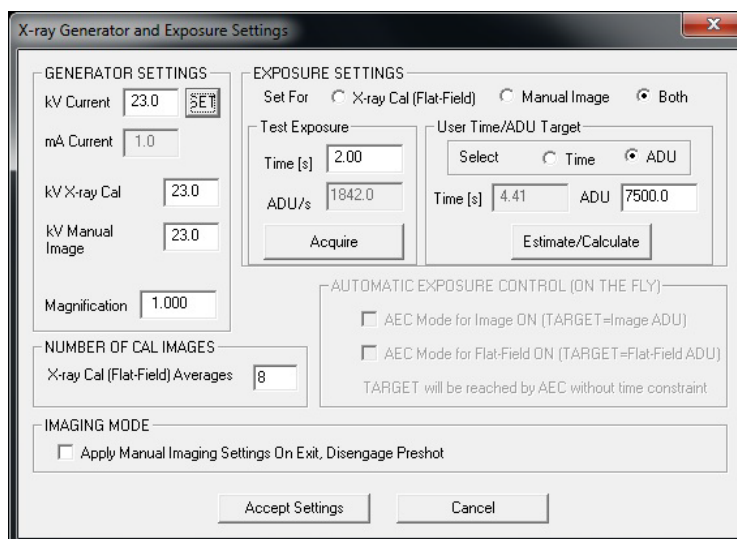 X-ray Generator and Exposure Settings
GENERATOR SETTINGS
kV Current 23.0 SET
mA Current 1.0
kV X-ray Cal 23.0
kV Manual Image 23.0
Magnification 1.000
NUMBER OF CAL IMAGES
X-ray Cal (Flat-Field) Averages 8
EXPOSURE SETTINGS
Set For X-ray Cal (Flat-Field) Manual Image Both
Test Exposure
Time [s] 2.00
ADU/s 1842.0
Acquire
User Time/ADU Target
Select Time ADU
Time [s] 4.41 ADU 7500.0
Estimate/Calculate
AUTOMATIC EXPOSURE CONTROL (ON THE FLY)
AEC Mode for Image ON (TARGET=Image ADU)
AEC Mode for Flat-Field ON (TARGET=Flat-Field ADU)
TARGET will be reached by AEC without time constraint
IMAGING MODE
Apply Manual Imaging Settings On Exit, Disengage Preshot
Accept Settings Cancel